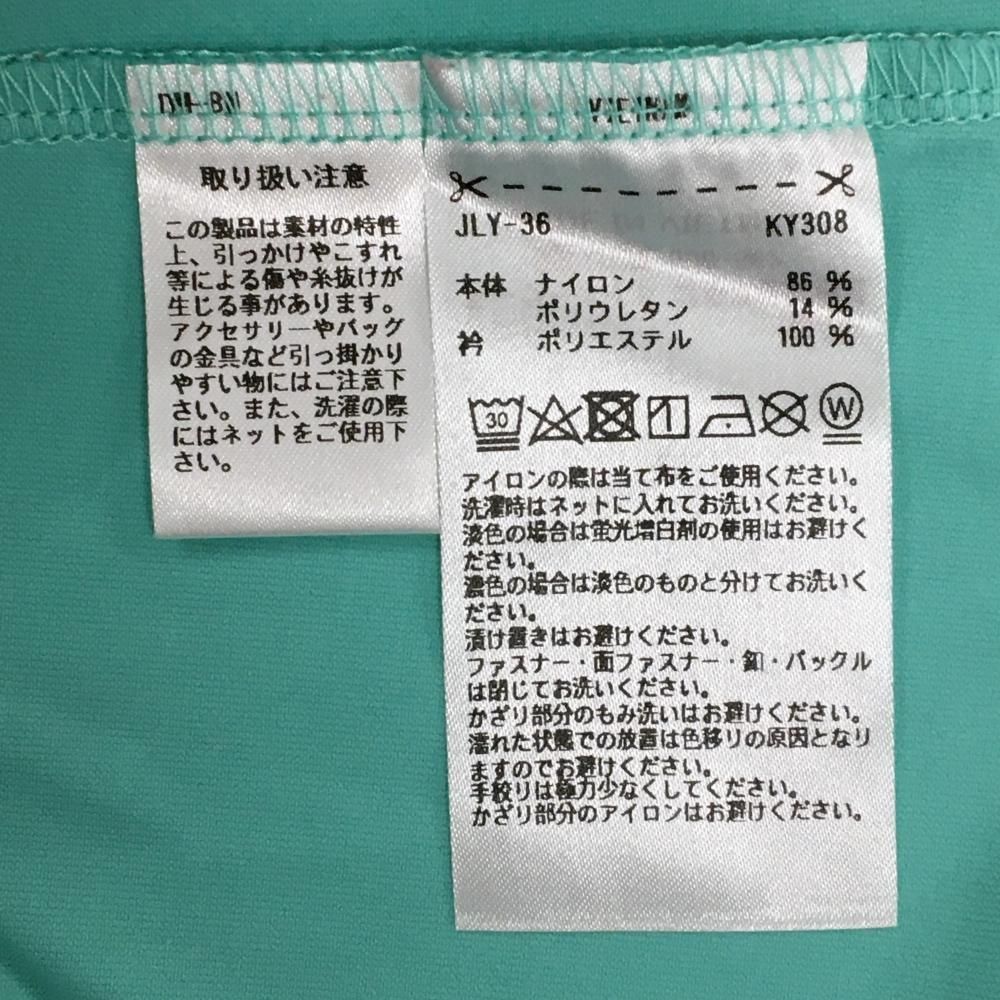 取り扱い注意
この製品は素材の特性
上、引っかけやこすれ
等による傷や糸抜けが
生じる事があります。
アクセサリーやバッグ
の金具など引っ掛かり
やすい物にはご注意下
さい。また、洗濯の際
にはネットをご使用下
さい。
JLY-36 KY308
本体 ナイロン 86 %
ポリウレタン 14 %
衿 ポリエステル 100 %
30 W
アイロンの際は当て布をご使用ください。
洗濯時はネットに入れてお洗いください。
淡色の場合は蛍光増白剤の使用はお避けく
ださい。
濃色の場合は淡色のものと分けてお洗いく
ださい。
漬け置きはお避けください。
ファスナー・面ファスナー・釦・バックル
は閉じてお洗いください。
かざり部分のもみ洗いはお避けください。
濡れた状態での放置は色移りの原因となり
ますのでお避けください。
手絞りは極力少なくしてください。
かざり部分のアイロンはお避けください。